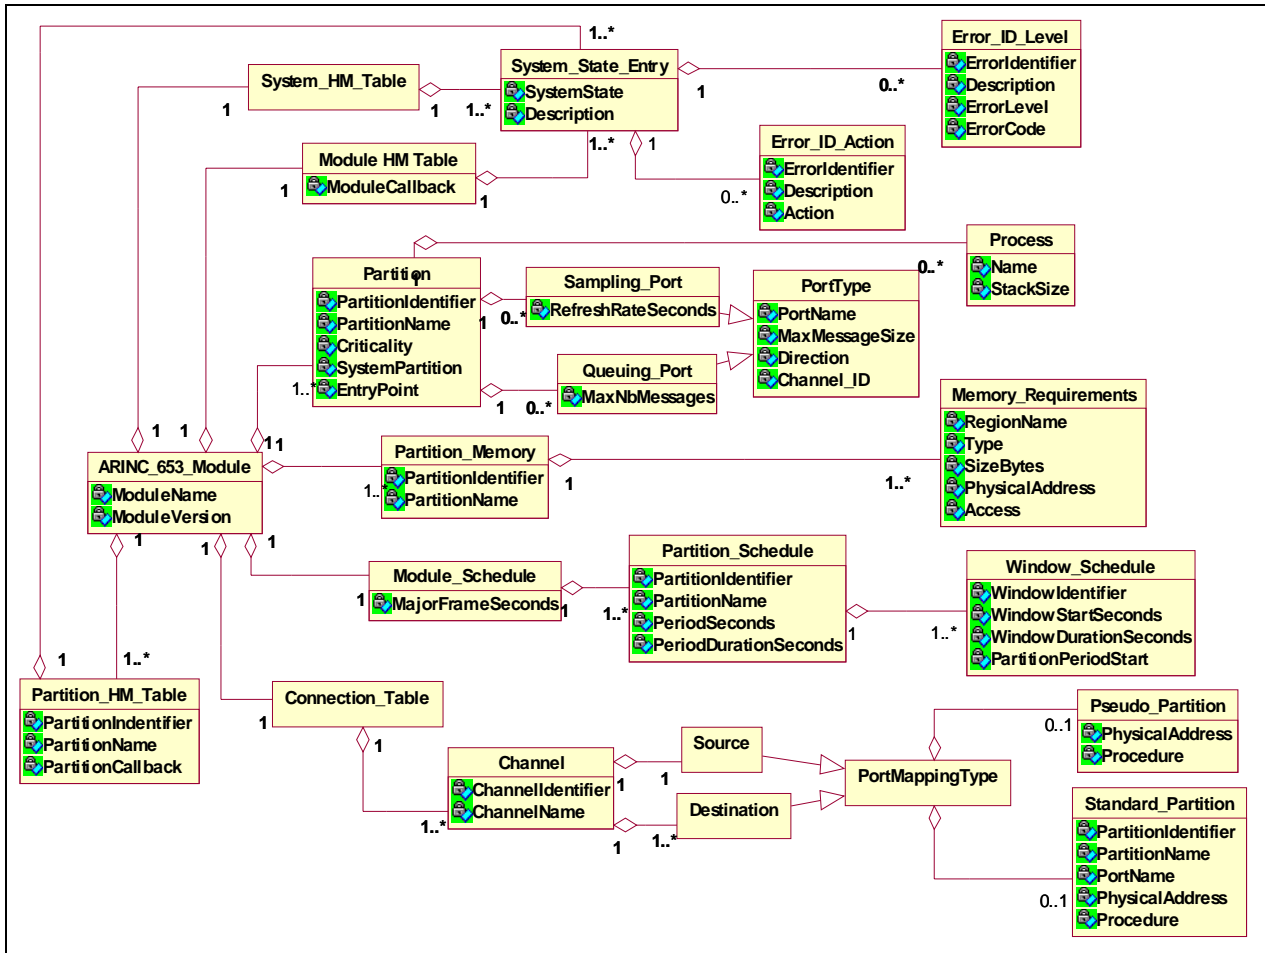 1..*
System_State_Entry
SystemState
Description
1
0..*
Error_ID_Level
ErrorIdentifier
Description
ErrorLevel
ErrorCode
System_HM_Table
1
1
1..*
1..*
1
Error_ID_Action
ErrorIdentifier
Description
Action
0..*
Module HM Table
ModuleCallback
1
1
Process
Name
StackSize
0..*
Partition
1
PartitionIdentifier
PartitionName
Criticality
SystemPartition
EntryPoint
1..*
Sampling_Port
RefreshRateSeconds
1
0..*
PortType
PortName
MaxMessageSize
Direction
Channel_ID
Queuing_Port
MaxNbMessages
1
0..*
Memory_Requirements
RegionName
Type
SizeBytes
PhysicalAddress
Access
1
1
1
1
ARINC_653_Module
ModuleName
ModuleVersion
Partition_Memory
PartitionIdentifier
PartitionName
1..*
1
1..*
1
1
1
Module_Schedule
MajorFrameSeconds
1
1
1..*
Partition_Schedule
PartitionIdentifier
PartitionName
PeriodSeconds
PeriodDurationSeconds
1
1..*
Window_Schedule
WindowIdentifier
WindowStartSeconds
WindowDurationSeconds
PartitionPeriodStart
1
1..*
Partition_HM_Table
PartitionIndentifier
PartitionName
PartitionCallback
Connection_Table
1
1
1..*
Channel
ChannelIdentifier
ChannelName
1
1
Source
1
1..*
Destination
PortMappingType
Pseudo_Partition
PhysicalAddress
Procedure
0..1
Standard_Partition
PartitionIdentifier
PartitionName
PortName
PhysicalAddress
Procedure
0..1